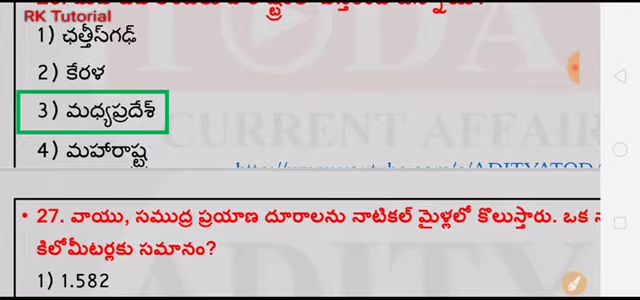 RK Tutorial
1) ఛత్తీస్‌గఢ్
2) కేరళ
3) మధ్యప్రదేశ్
CURRENT AFFAIR
4) మహారాష్ట్ర
• 27. వాయు, సముద్ర ప్రయాణ దూరాలను నాటికల్ మైళ్లలో కొలుస్తారు. ఒక
కిలోమీటర్లకు సమానం?
1) 1.582